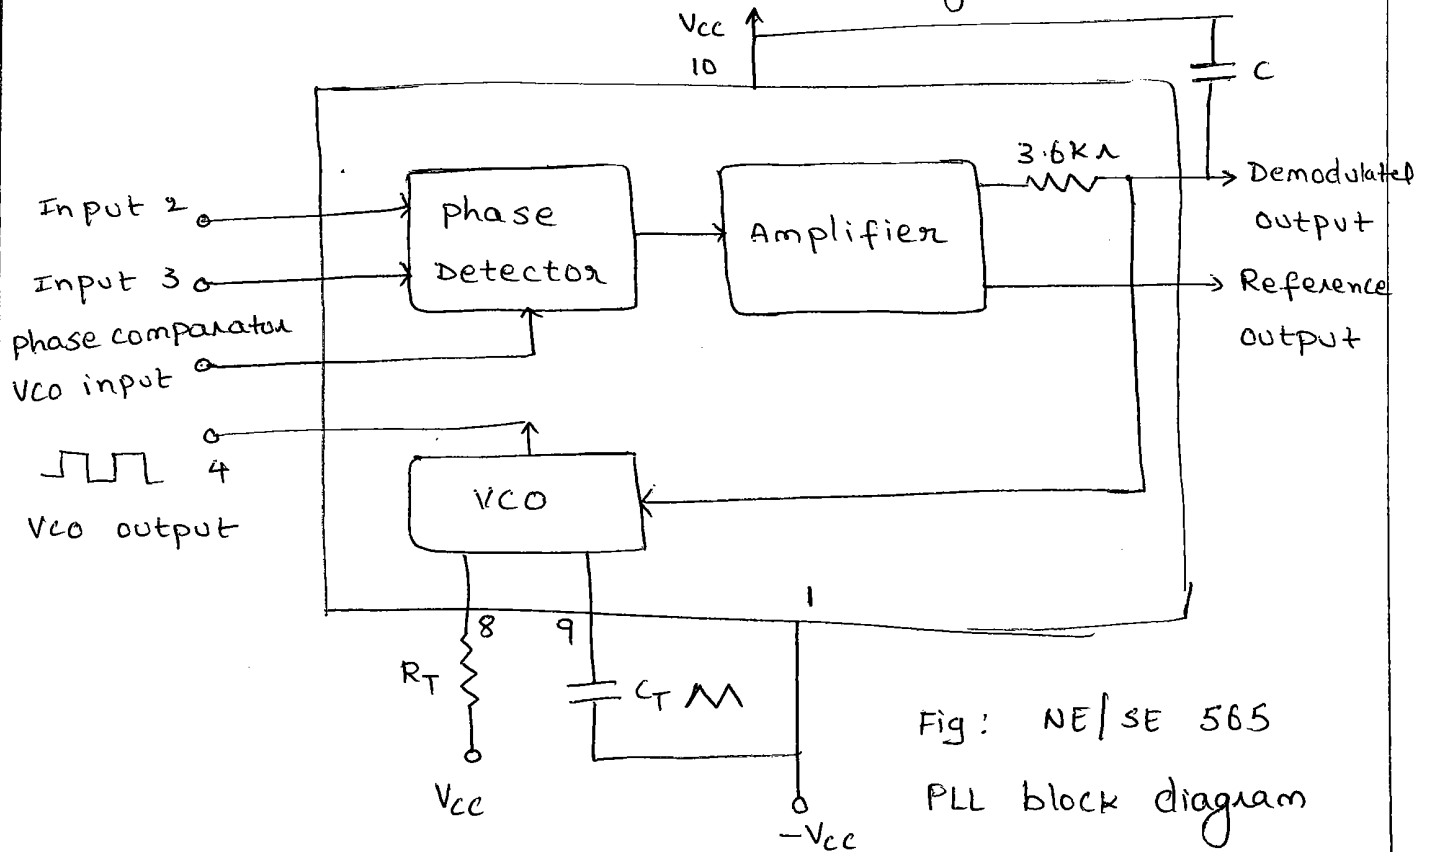 Vcc
10
C
3.6KΩ
Input 2
phase
Detector
Amplifier
Demodulated
output
Input 3
Reference
output
phase comparator
VCO input
4
VCO output
VCO
1
8
9
RT
CT
Vcc
-Vcc
Fig: NE/SE 565
PLL block diagram